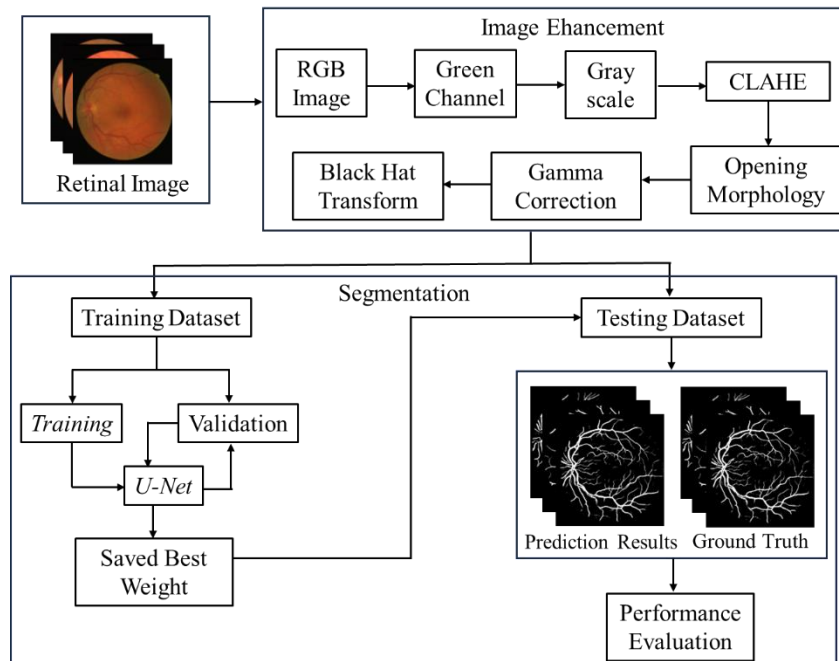 Retinal Image
Image Ehancement
RGB
Image
Green
Channel
Gray
scale
CLAHE
Opening
Morphology
Gamma
Correction
Black Hat
Transform
Segmentation
Training Dataset
Training
Validation
U-Net
Saved Best
Weight
Testing Dataset
Prediction Results
Ground Truth
Performance
Evaluation